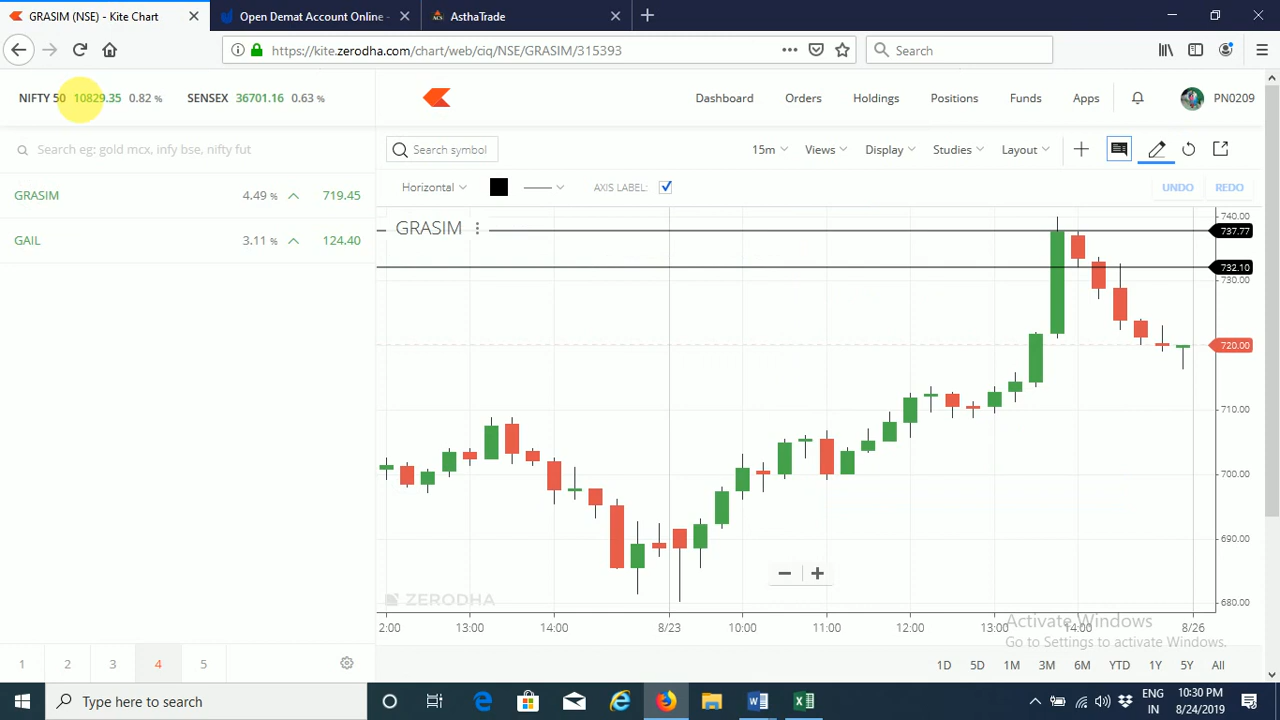 GRASIM (NSE) - Kite Chart
Open Demat Account Online -
AsthaTrade
https://kite.zerodha.com/chart/web/ciq/NSE/GRASIM/315393
Search
NIFTY 50 10829.35 0.82 % SENSEX 36701.16 0.63 %
Dashboard Orders Holdings Positions Funds Apps PN0209
Search eg: gold mcx, infy bse, nifty fut
Search symbol 15m Views Display Studies Layout
Horizontal AXIS LABEL: UNDO REDO
GRASIM 4.49 % 719.45
GAIL 3.11 % 124.40
GRASIM
740.00
737.77
732.10
730.00
720.00
710.00
700.00
690.00
680.00
ZERODHA
2:00 13:00 14:00 8/23 10:00 11:00 12:00 13:00 14:00 8/26
Activate Windows
Go to Settings to activate Windows.
1 2 3 4 5
1D 5D 1M 3M 6M YTD 1Y 5Y All
Type here to search
ENG
IN
10:30 PM
8/24/2019